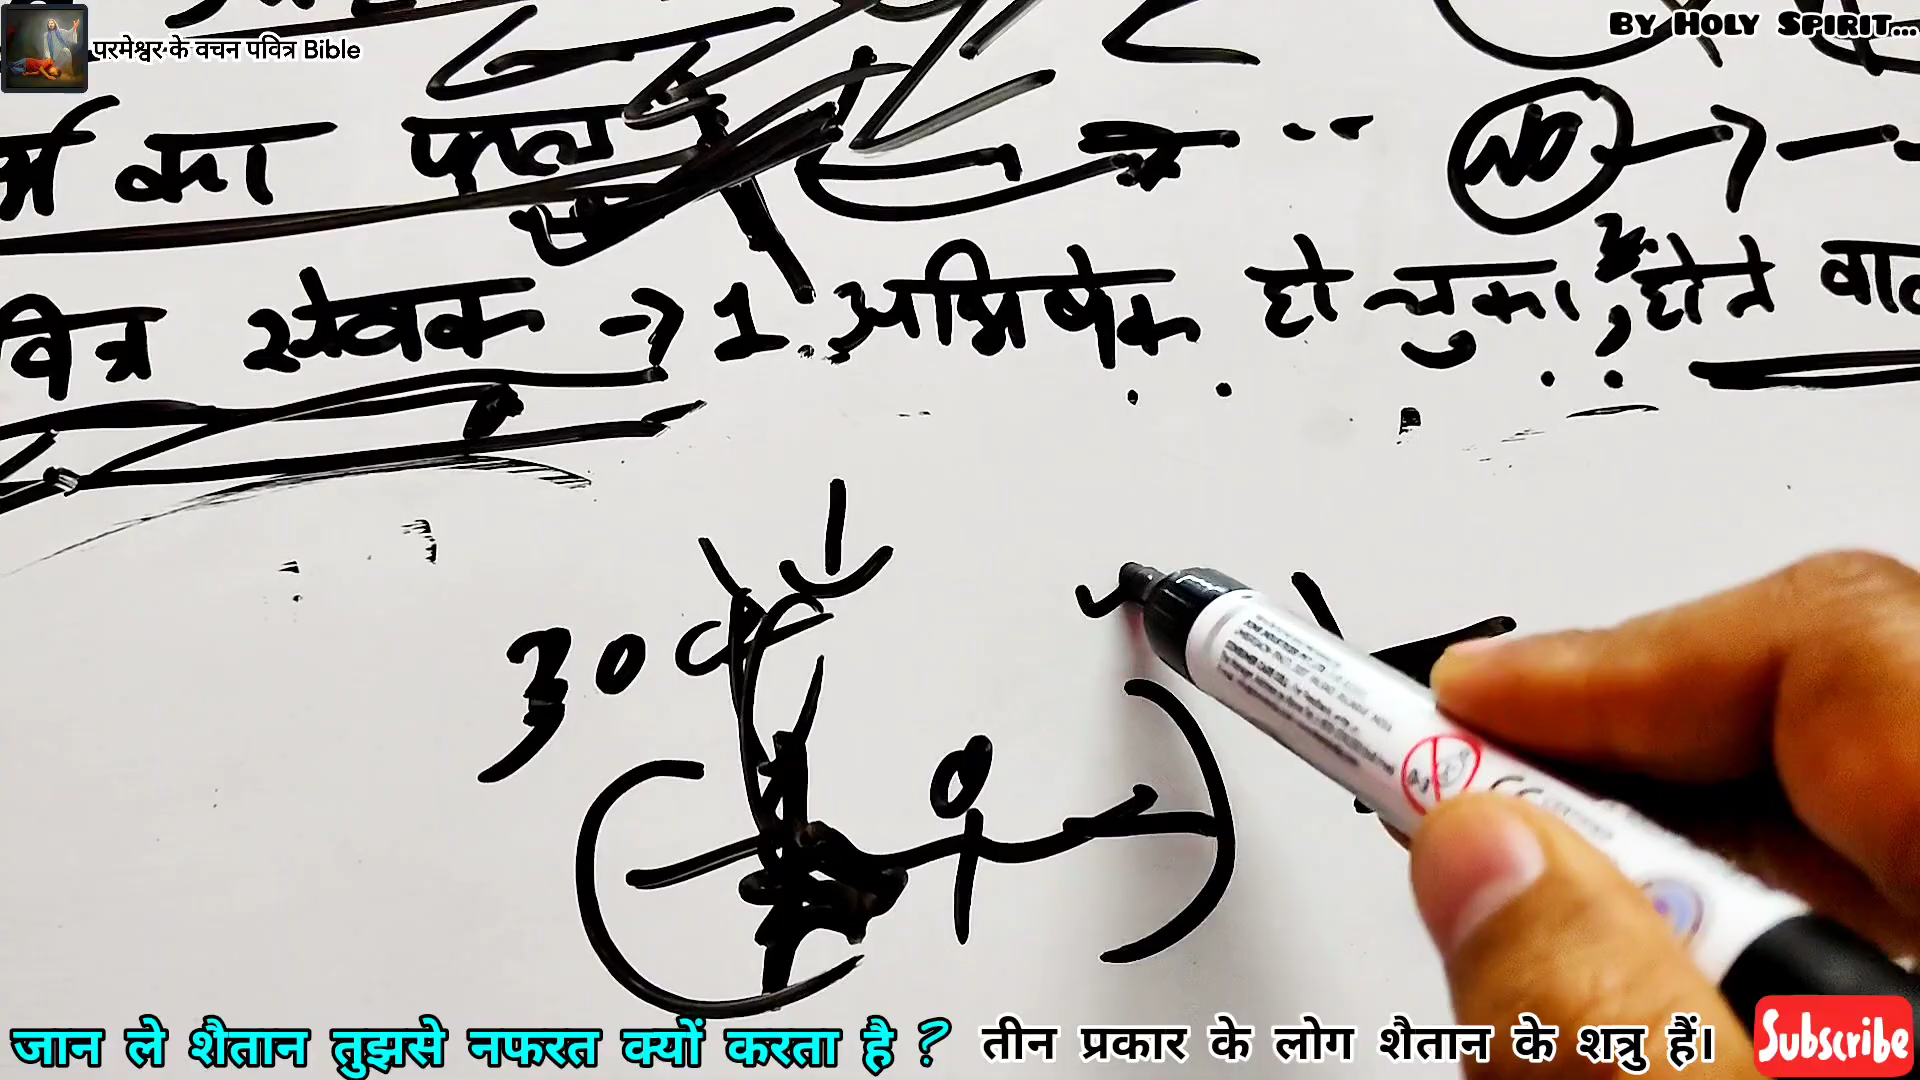 By Holy Spirit...
परमेश्वर के वचन पवित्र Bible
र्म का फल
NO
वित्र सेवक → 1. अभिषेक हो चुका, होने वाल
30
जान ले शैतान तुझसे नफरत क्यों करता है ? तीन प्रकार के लोग शैतान के शत्रु हैं।
Subscribe